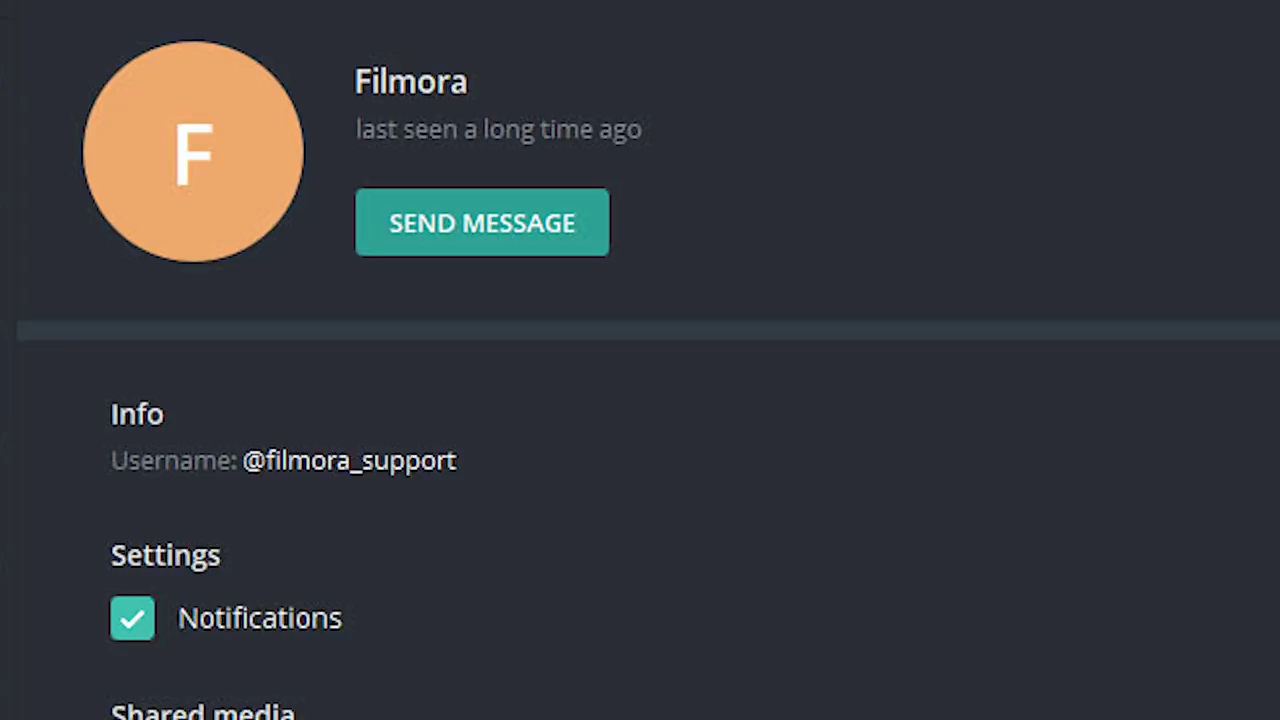 F
Filmora
last seen a long time ago
SEND MESSAGE
Info
Username: @filmora_support
Settings
Notifications
Shared media